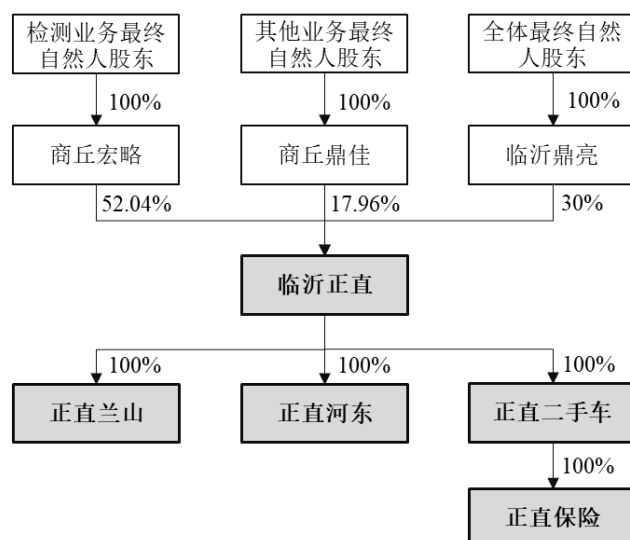 检测业务最终
自然人股东
其他业务最终
自然人股东
全体最终自然
人股东
100%
100%
100%
商丘宏略
商丘鼎佳
临沂鼎亮
52.04%
17.96%
30%
临沂正直
100%
100%
100%
正直兰山
正直河东
正直二手车
100%
正直保险